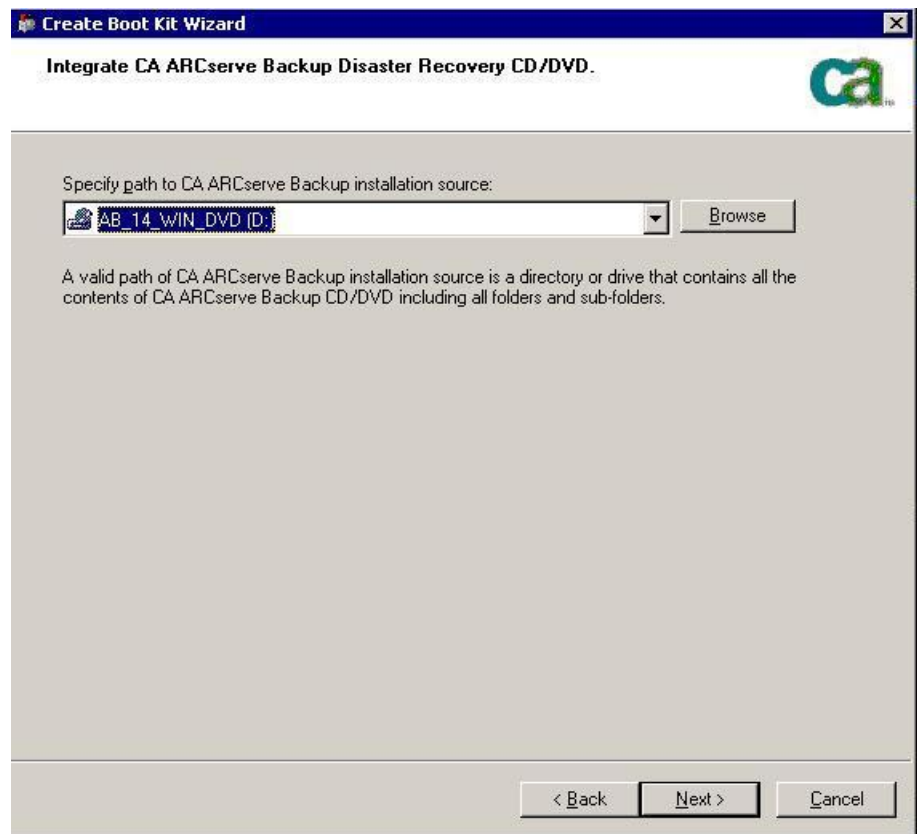 Create Boot Kit Wizard
Integrate CA ARCserve Backup Disaster Recovery CD/DVD.
ca
Specify path to CA ARCserve Backup installation source:
AB_14_WIN_DVD (D:)
Browse
A valid path of CA ARCserve Backup installation source is a directory or drive that contains all the
contents of CA ARCserve Backup CD/DVD including all folders and sub-folders.
< Back
Next >
Cancel